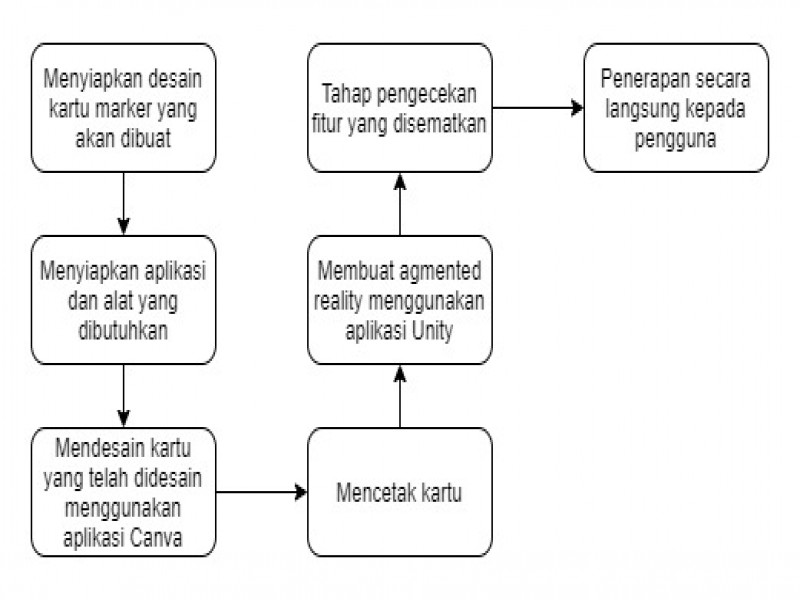 Menyiapkan desain
kartu marker yang
akan dibuat
Menyiapkan aplikasi
dan alat yang
dibutuhkan
Mendesain kartu
yang telah didesain
menggunakan
aplikasi Canva
Mencetak kartu
Membuat agmented
reality menggunakan
aplikasi Unity
Tahap pengecekan
fitur yang disematkan
Penerapan secara
langsung kepada
pengguna